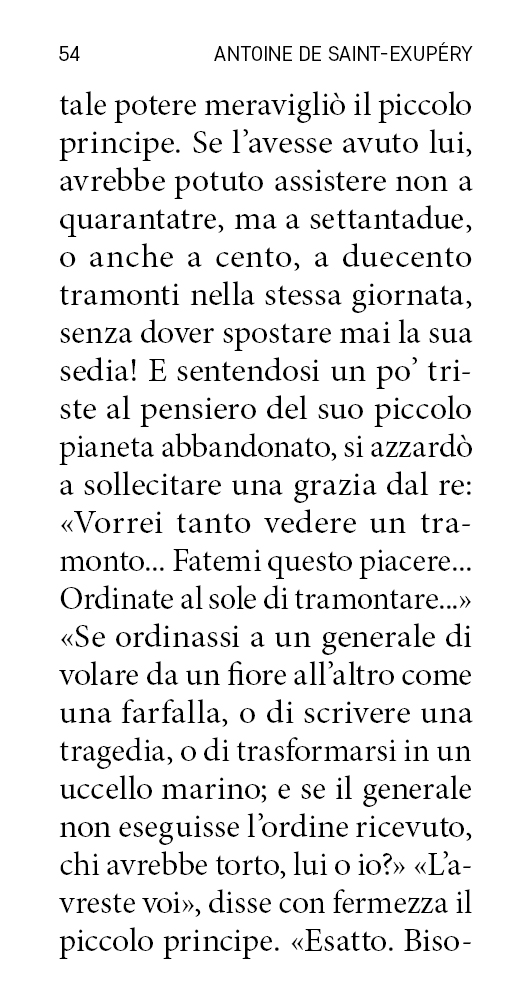 54 ANTOINE DE SAINT-EXUPÉRY
tale potere meravigliò il piccolo
principe. Se l’avesse avuto lui,
avrebbe potuto assistere non a
quarantatre, ma a settantadue,
o anche a cento, a duecento
tramonti nella stessa giornata,
senza dover spostare mai la sua
sedia! E sentendosi un po’ tri-
ste al pensiero del suo piccolo
pianeta abbandonato, si azzardò
a sollecitare una grazia dal re:
«Vorrei tanto vedere un tra-
monto... Fatemi questo piacere...
Ordinate al sole di tramontare...»
«Se ordinassi a un generale di
volare da un fiore all’altro come
una farfalla, o di scrivere una
tragedia, o di trasformarsi in un
uccello marino; e se il generale
non eseguisse l’ordine ricevuto,
chi avrebbe torto, lui o io?» «L’a-
vreste voi», disse con fermezza il
piccolo principe. «Esatto. Biso-